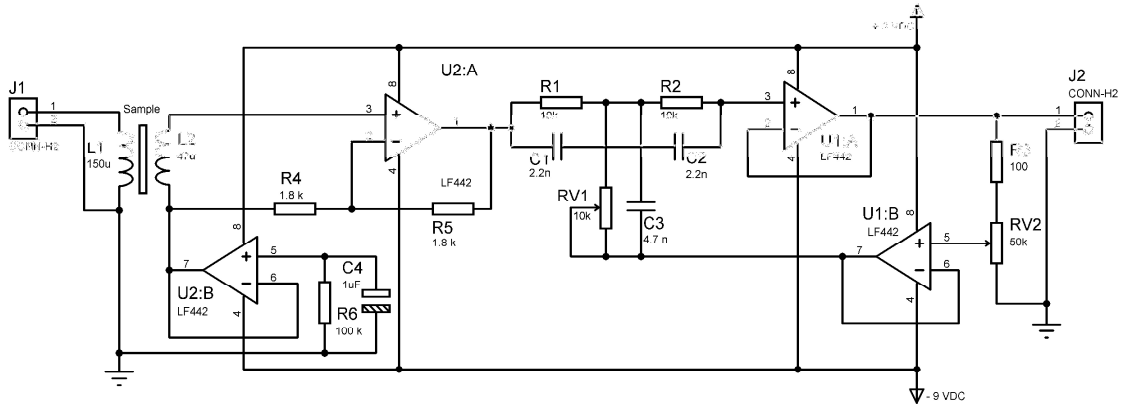 J1
1
2
CONN-H2
Sample
L1
150u
L2
47u
U2:A
8
3
2
1
4
LF442
R4
1.8 k
R5
1.8 k
R1
10k
R2
10k
C1
2.2n
C2
2.2n
RV1
10k
C3
4.7 n
8
3
2
1
4
U1:A
LF442
J2
CONN-H2
1
2
100
RV2
50k
U1:B
LF442
8
5
6
7
4
8
5
6
7
4
U2:B
LF442
C4
1uF
R6
100 k
VDC
- 9 VDC